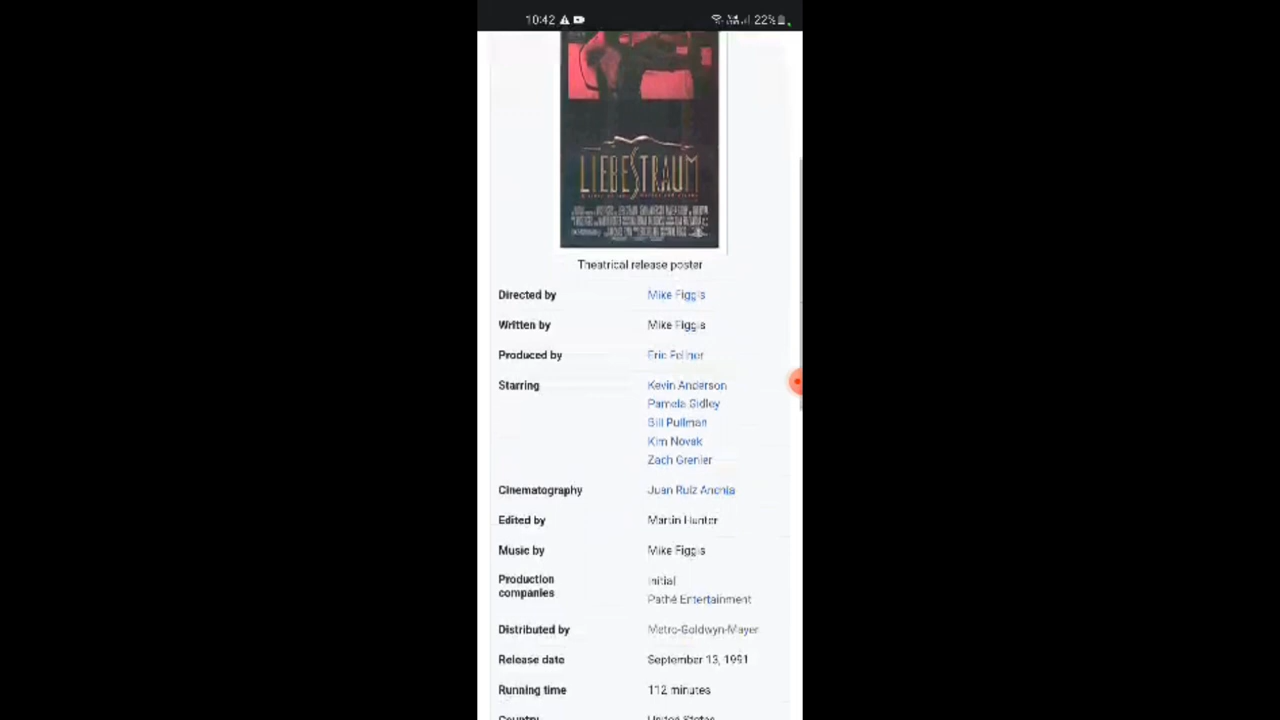 10:42
22%
LIEBESTRAUM
Theatrical release poster
Directed by Mike Figgis
Written by Mike Figgis
Produced by Eric Fellner
Starring Kevin Anderson
Pamela Gidley
Bill Pullman
Kim Novak
Zach Grenier
Cinematography Juan Ruiz Anchía
Edited by Martin Hunter
Music by Mike Figgis
Production companies Initial
Pathé Entertainment
Distributed by Metro-Goldwyn-Mayer
Release date September 13, 1991
Running time 112 minutes
Country United States